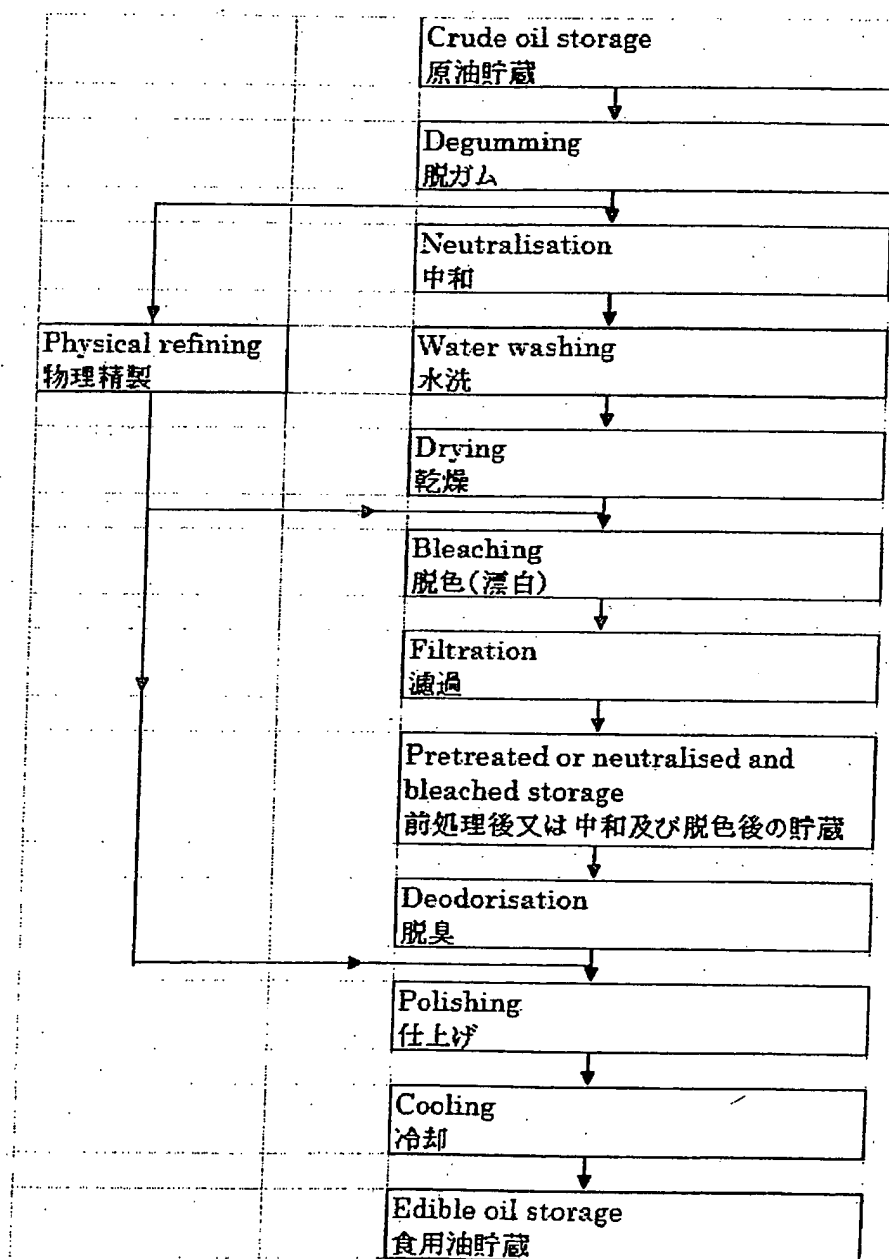 Crude oil storage
原油貯蔵
Degumming
脱ガム
Neutralisation
中和
Physical refining
物理精製
Water washing
水洗
Drying
乾燥
Bleaching
脱色(漂白)
Filtration
濾過
Pretreated or neutralised and
bleached storage
前処理後又は中和及び脱色後の貯蔵
Deodorisation
脱臭
Polishing
仕上げ
Cooling
冷却
Edible oil storage
食用油貯蔵